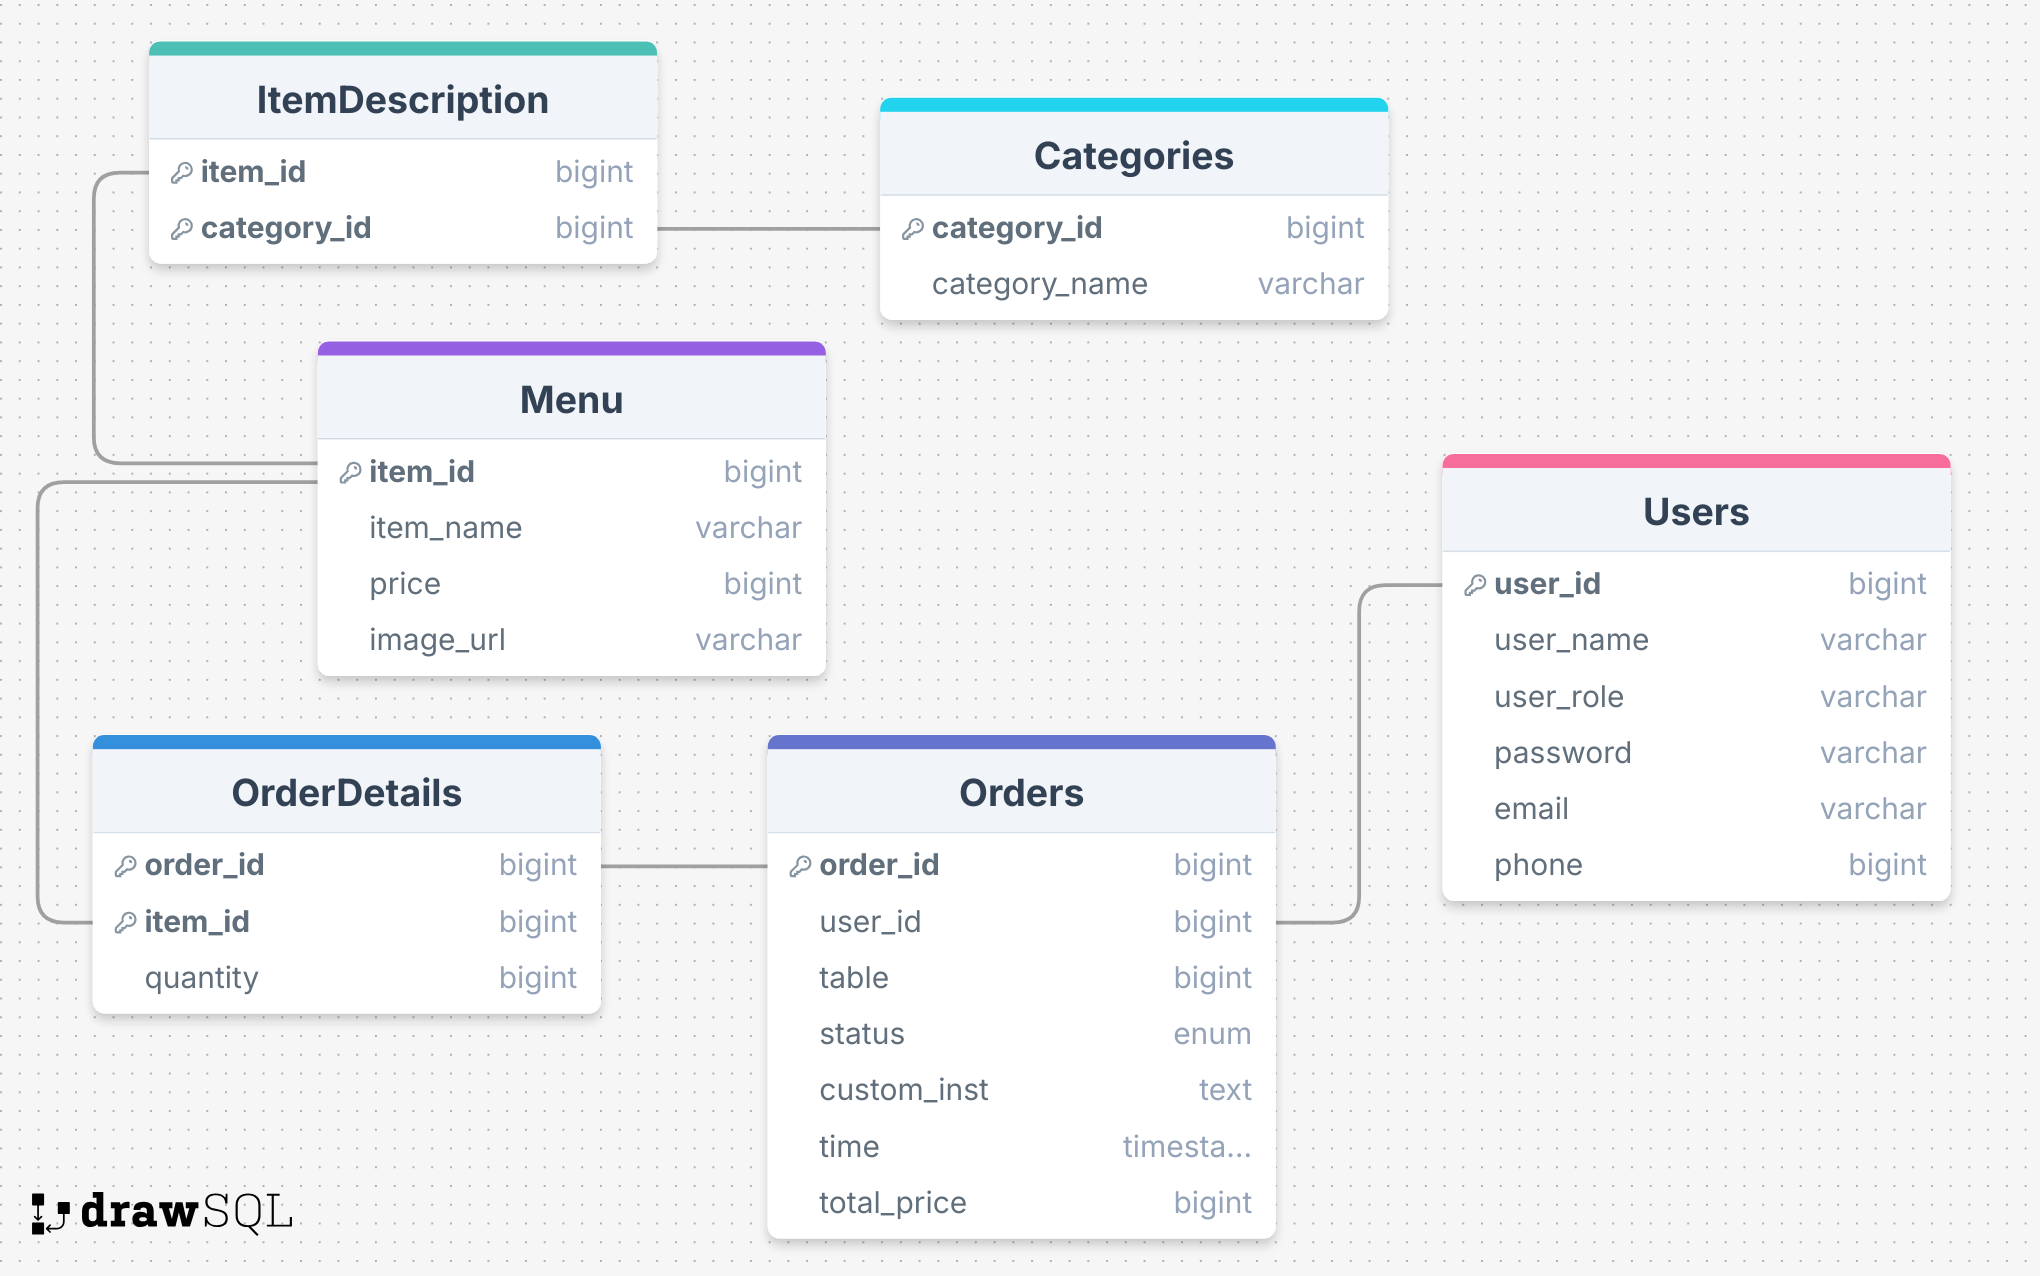 ItemDescription
item_id bigint
category_id bigint
Categories
category_id bigint
category_name varchar
Menu
item_id bigint
item_name varchar
price bigint
image_url varchar
Users
user_id bigint
user_name varchar
user_role varchar
password varchar
email varchar
phone bigint
OrderDetails
order_id bigint
item_id bigint
quantity bigint
Orders
order_id bigint
user_id bigint
table bigint
status enum
custom_inst text
time timesta...
total_price bigint
drawSQL